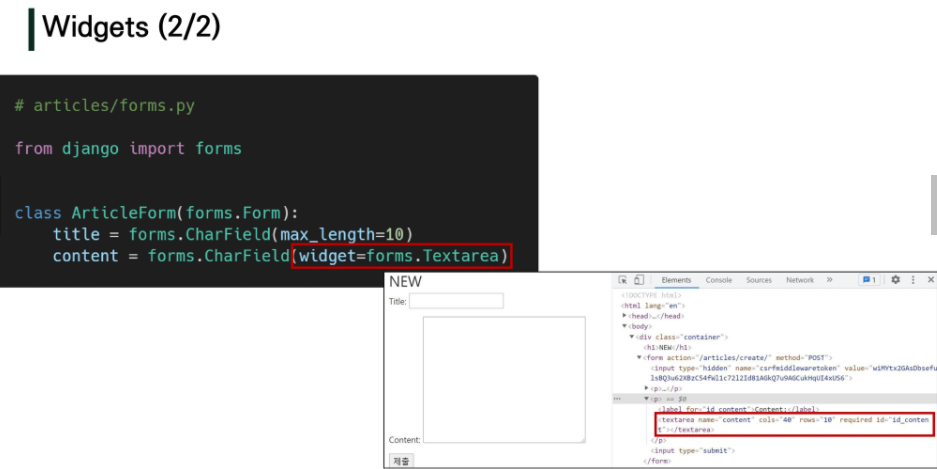 Widgets (2/2)
# articles/forms.py
from django import forms
class ArticleForm(forms.Form):
title = forms.CharField(max_length=10)
content = forms.CharField(widget=forms.Textarea)
NEW
Title:
Content:
제출
Elements Console Sources Network » 1
<!DOCTYPE html>
<html lang="en">
▶<head>…</head>
▼<body>
▼<div class="container">
<h1>NEW</h1>
▼<form action="/articles/create/" method="POST">
<input type="hidden" name="csrfmiddlewaretoken" value=
▶<p>…</p>
… ▼<p> == $0
<label for="id_content">Content:</label>
<textarea name="content" cols="40" rows="10" required id="id_conten
t"></textarea>
</p>
<input type="submit">
</form>